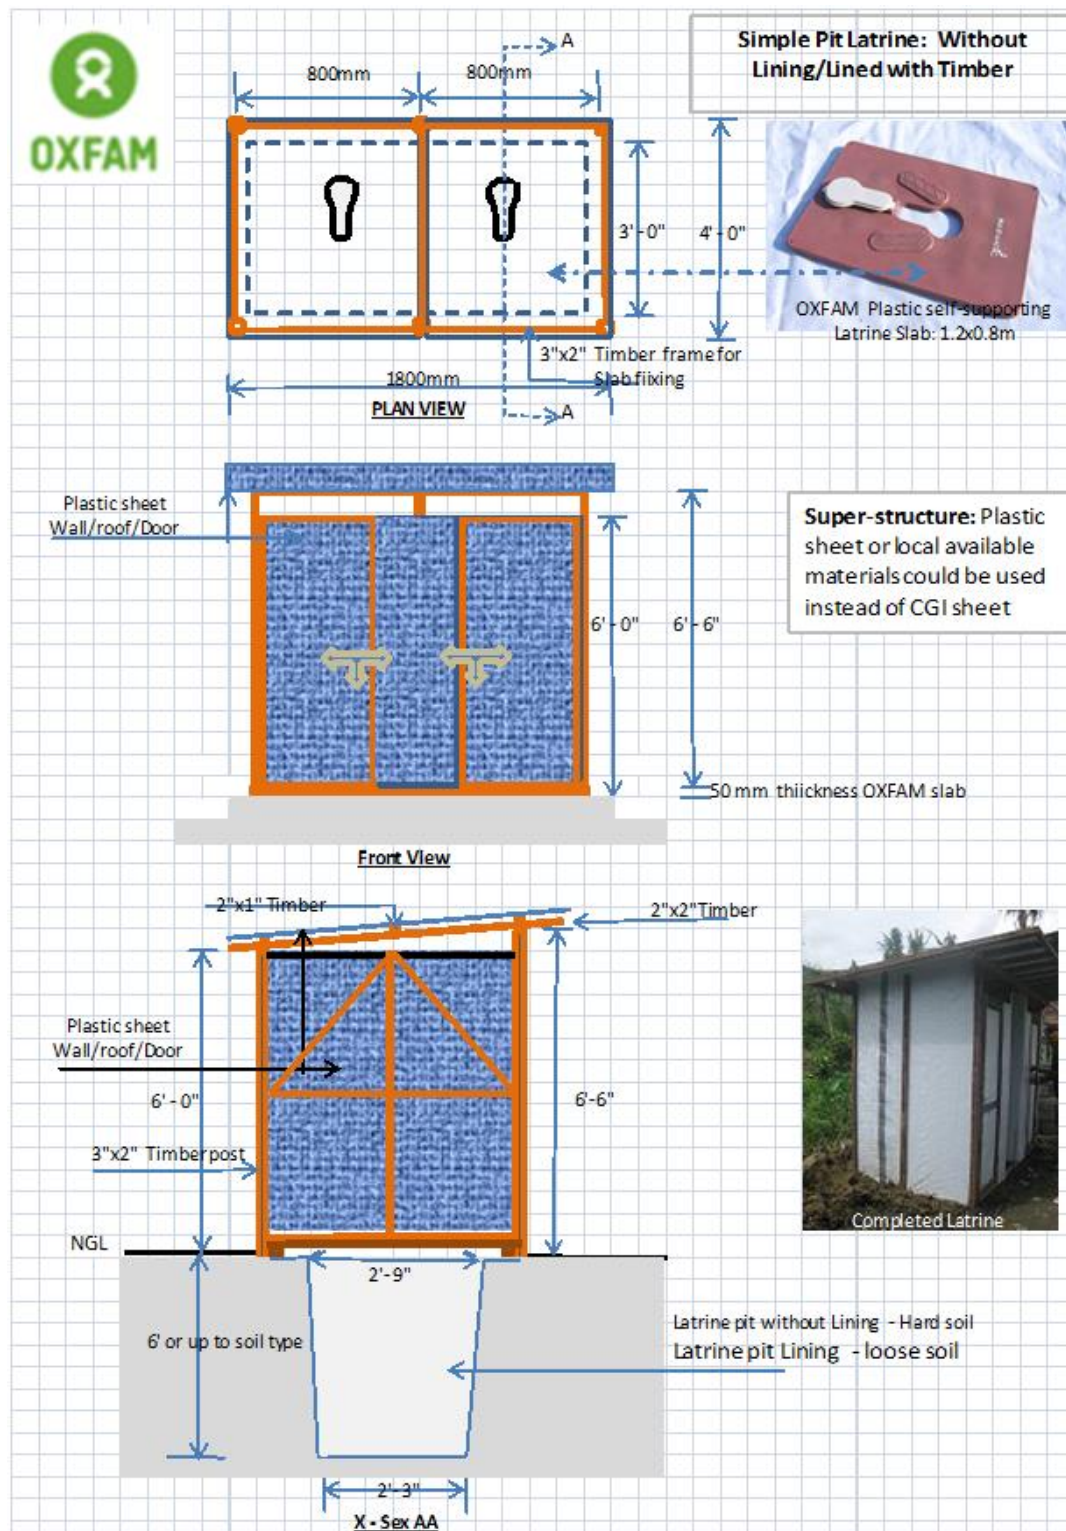 OXFAM
Simple Pit Latrine: Without
Lining/Lined with Timber
800mm
800mm
A
3'-0"
4'-0"
OXFAM Plastic self-supporting
Latrine Slab: 1.2x0.8m
3"x2" Timber frame for
Slab fiixing
1800mm
PLAN VIEW
A
Plastic sheet
Wall/roof/Door
Super-structure: Plastic
sheet or local available
materials could be used
instead of CGI sheet
6'-0"
6'-6"
50 mm thiickness OXFAM slab
Front View
2"x1" Timber
2"x2"Timber
Plastic sheet
Wall/roof/Door
6'-0"
6'-6"
3"x2" Timber post
Completed Latrine
NGL
2'-9"
6' or up to soil type
Latrine pit without Lining - Hard soil
Latrine pit Lining - loose soil
2'-3"
X - Sex AA